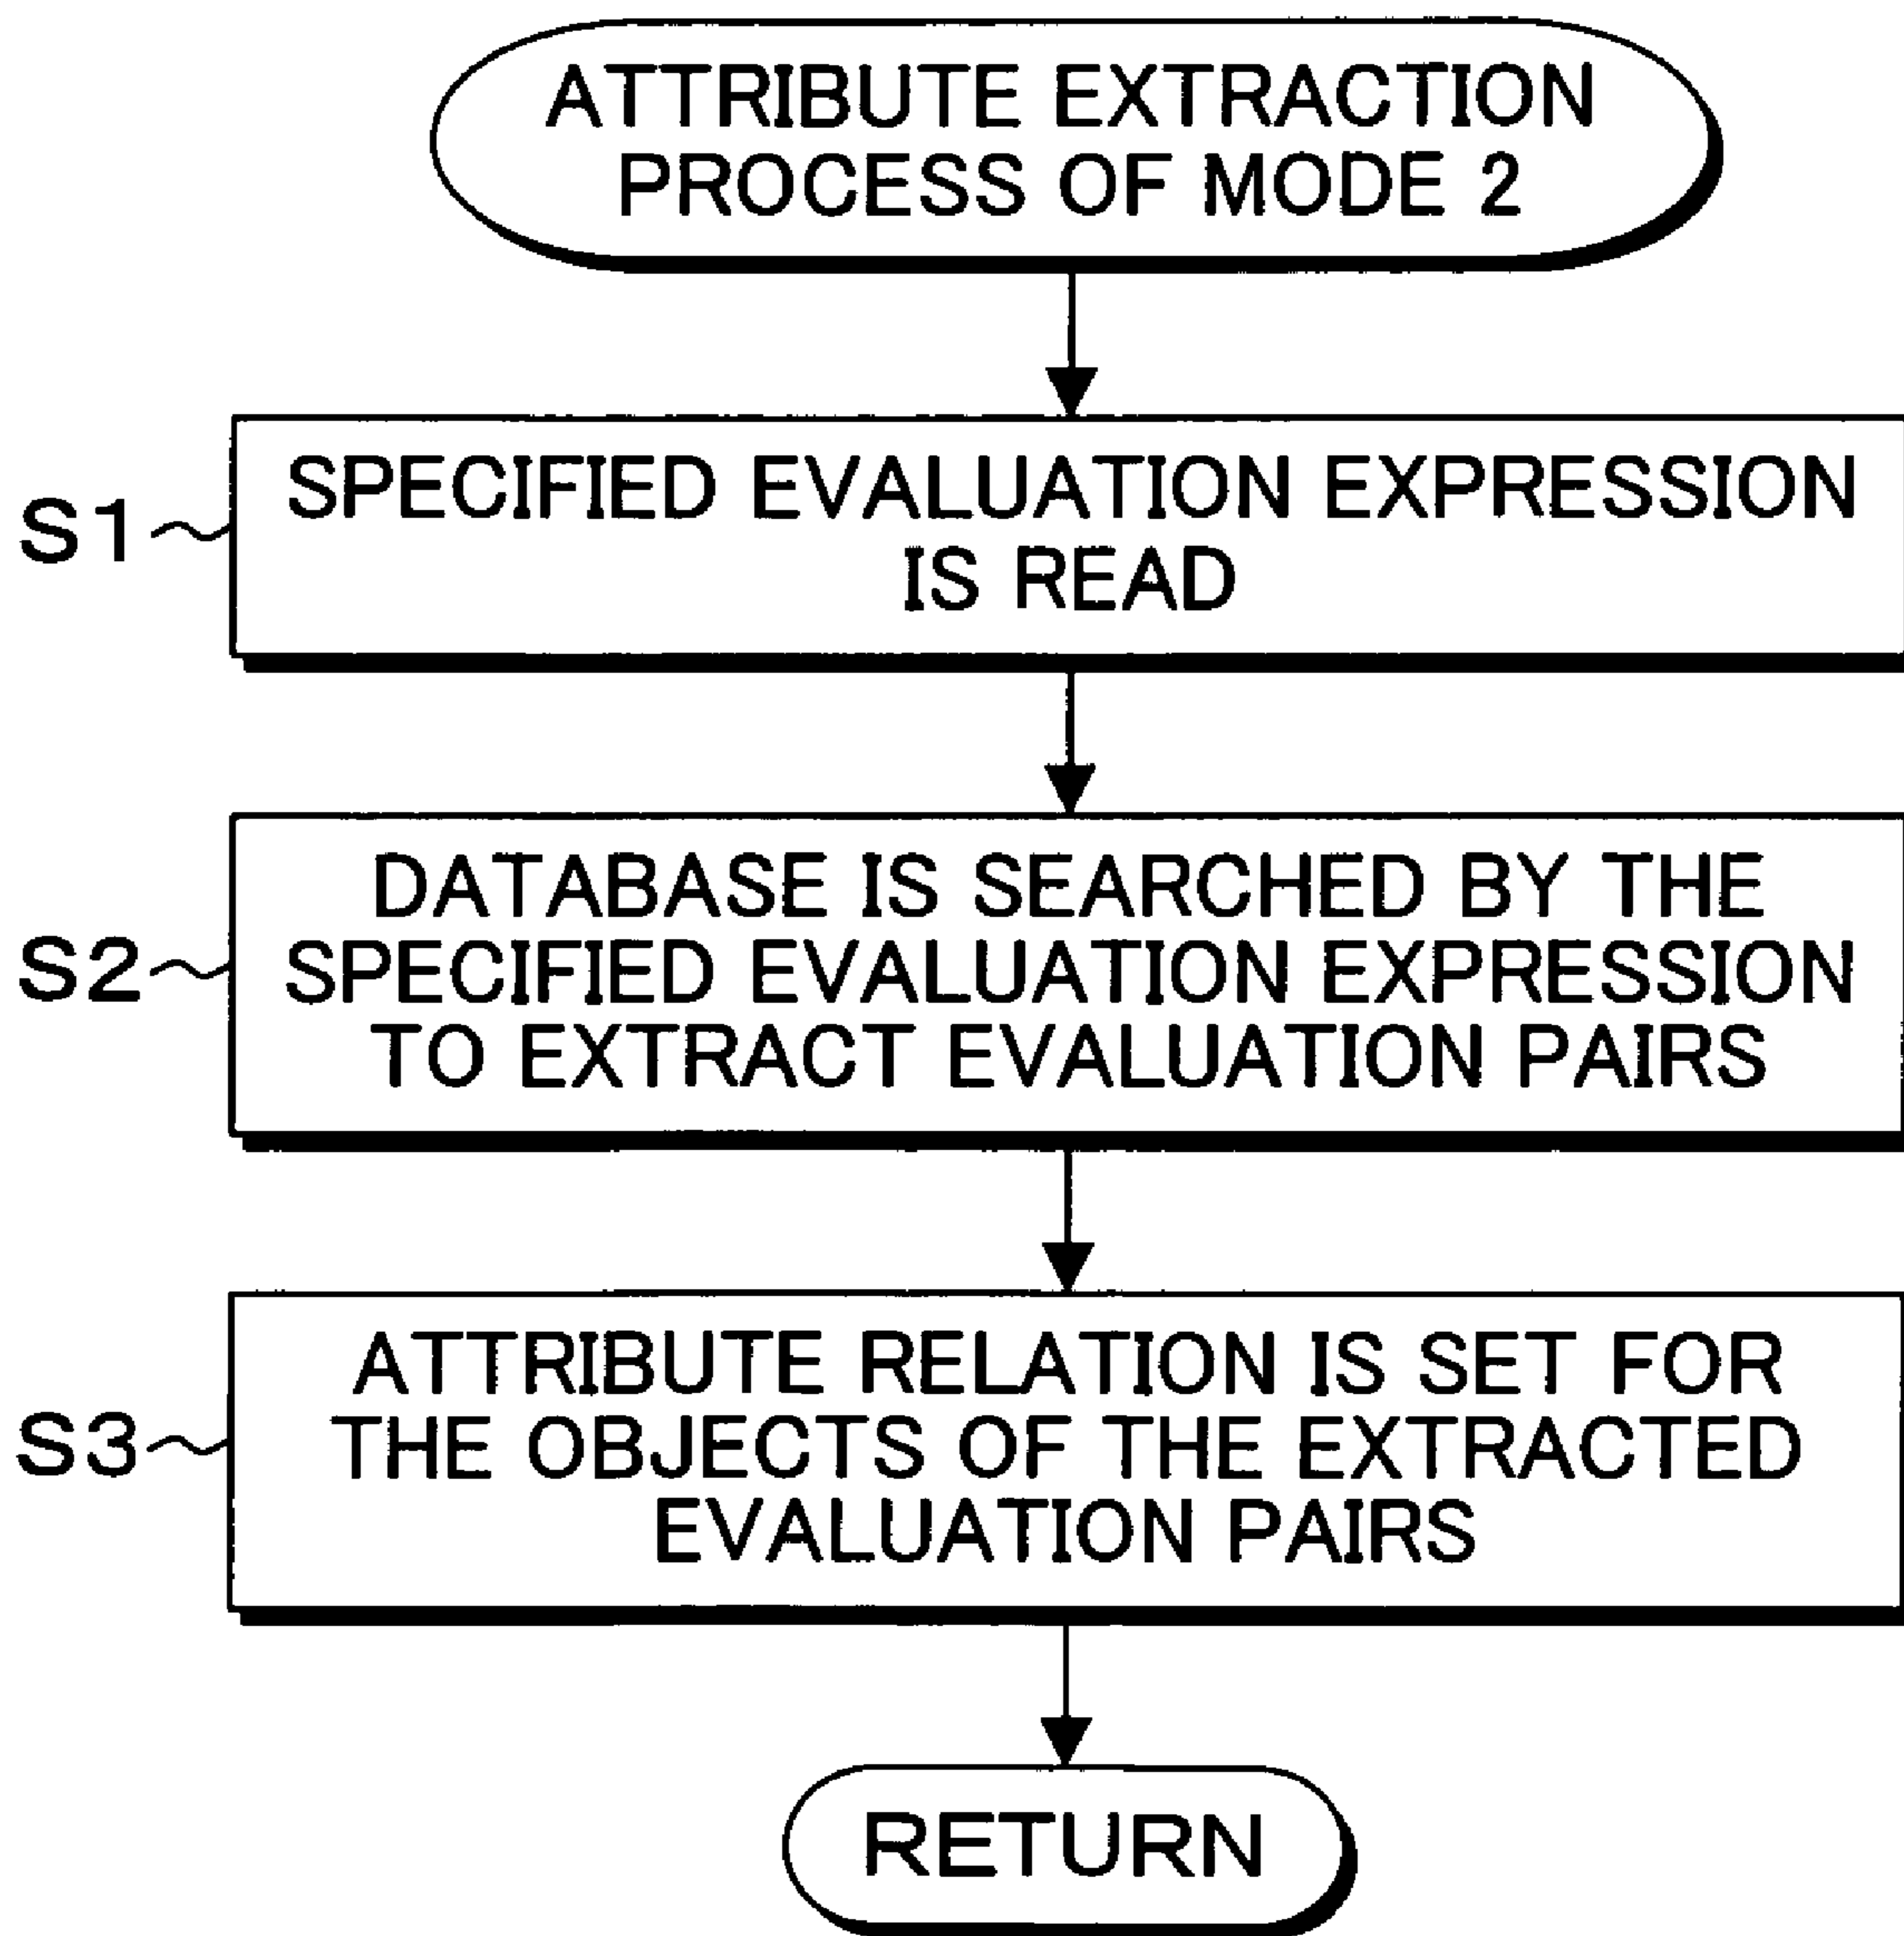 ATTRIBUTE EXTRACTION
PROCESS OF MODE 2
S1
SPECIFIED EVALUATION EXPRESSION
IS READ
S2
DATABASE IS SEARCHED BY THE
SPECIFIED EVALUATION EXPRESSION
TO EXTRACT EVALUATION PAIRS
S3
ATTRIBUTE RELATION IS SET FOR
THE OBJECTS OF THE EXTRACTED
EVALUATION PAIRS
RETURN